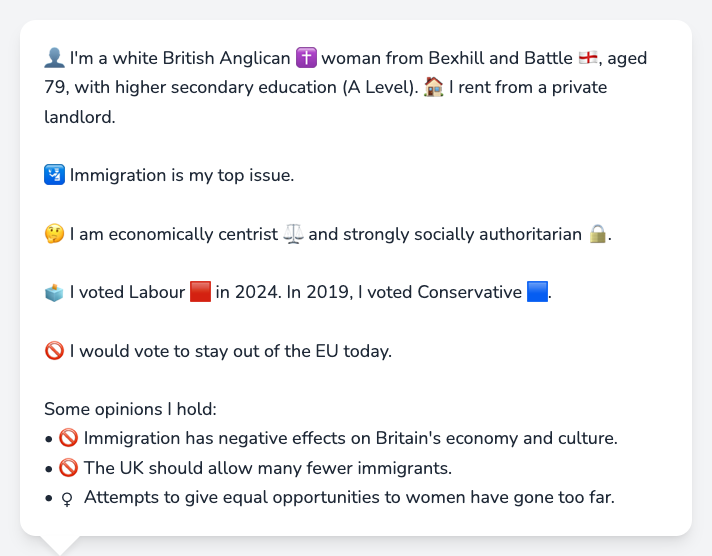 👤 I'm a white British Anglican ✝️ woman from Bexhill and Battle 🏴󠁧󠁢󠁥󠁮󠁧󠁿, aged
79, with higher secondary education (A Level). 🏠 I rent from a private
landlord.
🛂 Immigration is my top issue.
🤔 I am economically centrist ⚖️ and strongly socially authoritarian 🔒.
🗳️ I voted Labour 🟥 in 2024. In 2019, I voted Conservative 🟦.
🚫 I would vote to stay out of the EU today.
Some opinions I hold:
• 🚫 Immigration has negative effects on Britain's economy and culture.
• 🚫 The UK should allow many fewer immigrants.
• ♀ Attempts to give equal opportunities to women have gone too far.